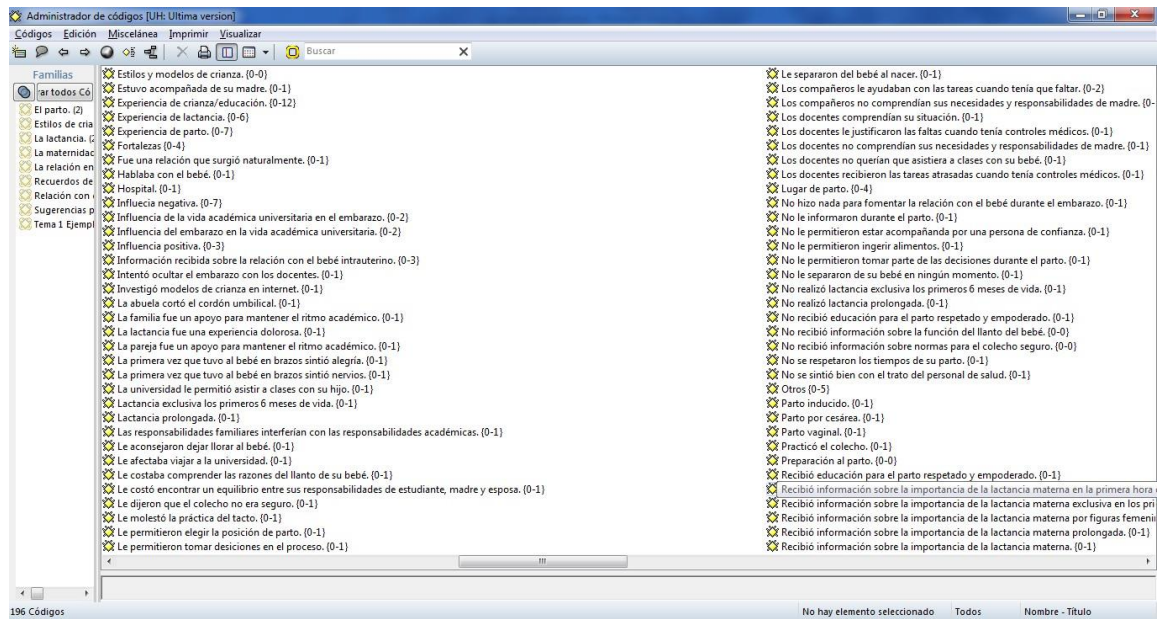 Administrador de códigos [UH: Ultima version]
Códigos Edición Miscelánea Imprimir Visualizar
Buscar
Familias
rar todos Có
El parto. (2)
Estilos de cria
La lactancia. (2
La maternidad
La relación en
Recuerdos de
Relación con
Sugerencias p
Tema 1 Ejempl
Estilos y modelos de crianza. {0-0}
Estuvo acompañada de su madre. {0-1}
Experiencia de crianza/educación. {0-12}
Experiencia de lactancia. {0-6}
Experiencia de parto. {0-7}
Fortalezas {0-4}
Fue una relación que surgió naturalmente. {0-1}
Hablaba con el bebé. {0-1}
Hospital. {0-1}
Influecia negativa. {0-7}
Influencia de la vida académica universitaria en el embarazo. {0-2}
Influencia del embarazo en la vida académica universitaria. {0-2}
Influencia positiva. {0-3}
Información recibida sobre la relación con el bebé intrauterino. {0-3}
Intentó ocultar el embarazo con los docentes. {0-1}
Investigó modelos de crianza en internet. {0-1}
La abuela cortó el cordón umbilical. {0-1}
La familia fue un apoyo para mantener el ritmo académico. {0-1}
La lactancia fue una experiencia dolorosa. {0-1}
La pareja fue un apoyo para mantener el ritmo académico. {0-1}
La primera vez que tuvo al bebé en brazos sintió alegría. {0-1}
La primera vez que tuvo al bebé en brazos sintió nervios. {0-1}
La universidad le permitió asistir a clases con su hijo. {0-1}
Lactancia exclusiva los primeros 6 meses de vida. {0-1}
Lactancia prolongada. {0-1}
Las responsabilidades familiares interferían con las responsabilidades académicas. {0-1}
Le aconsejaron dejar llorar al bebé. {0-1}
Le afectaba viajar a la universidad. {0-1}
Le costaba comprender las razones del llanto de su bebé. {0-1}
Le costó encontrar un equilibrio entre sus responsabilidades de estudiante, madre y esposa. {0-1}
Le dijeron que el colecho no era seguro. {0-1}
Le molestó la práctica del tacto. {0-1}
Le permitieron elegir la posición de parto. {0-1}
Le permitieron tomar desiciones en el proceso. {0-1}
Le separaron del bebé al nacer. {0-1}
Los compañeros le ayudaban con las tareas cuando tenía que faltar. {0-2}
Los compañeros no comprendían sus necesidades y responsabilidades de madre. {0-
Los docentes comprendían su situación. {0-1}
Los docentes le justificaron las faltas cuando tenía controles médicos. {0-1}
Los docentes no comprendían sus necesidades y responsabilidades de madre. {0-1}
Los docentes no querían que asistiera a clases con su bebé. {0-1}
Los docentes recibieron las tareas atrasadas cuando tenía controles médicos. {0-1}
Lugar de parto. {0-4}
No hizo nada para fomentar la relación con el bebé durante el embarazo. {0-1}
No le informaron durante el parto. {0-1}
No le permitieron estar acompañanda por una persona de confianza. {0-1}
No le permitieron ingerir alimentos. {0-1}
No le permitieron tomar parte de las decisiones durante el parto. {0-1}
No le separaron de su bebé en ningún momento. {0-1}
No realizó lactancia exclusiva los primeros 6 meses de vida. {0-1}
No realizó lactancia prolongada. {0-1}
No recibió educación para el parto respetado y empoderado. {0-1}
No recibió información sobre la función del llanto del bebé. {0-0}
No recibió información sobre normas para el colecho seguro. {0-0}
No se respetaron los tiempos de su parto. {0-1}
No se sintió bien con el trato del personal de salud. {0-1}
Otros {0-5}
Parto inducido. {0-1}
Parto por cesárea. {0-1}
Parto vaginal. {0-1}
Practicó el colecho. {0-1}
Preparación al parto. {0-0}
Recibió educación para el parto respetado y empoderado. {0-1}
Recibió información sobre la importancia de la lactancia materna en la primera hora
Recibió información sobre la importancia de la lactancia materna exclusiva en los pri
Recibió información sobre la importancia de la lactancia materna por figuras femeni
Recibió información sobre la importancia de la lactancia materna prolongada. {0-1}
Recibió información sobre la importancia de la lactancia materna. {0-1}
196 Códigos
No hay elemento seleccionado Todos Nombre - Título